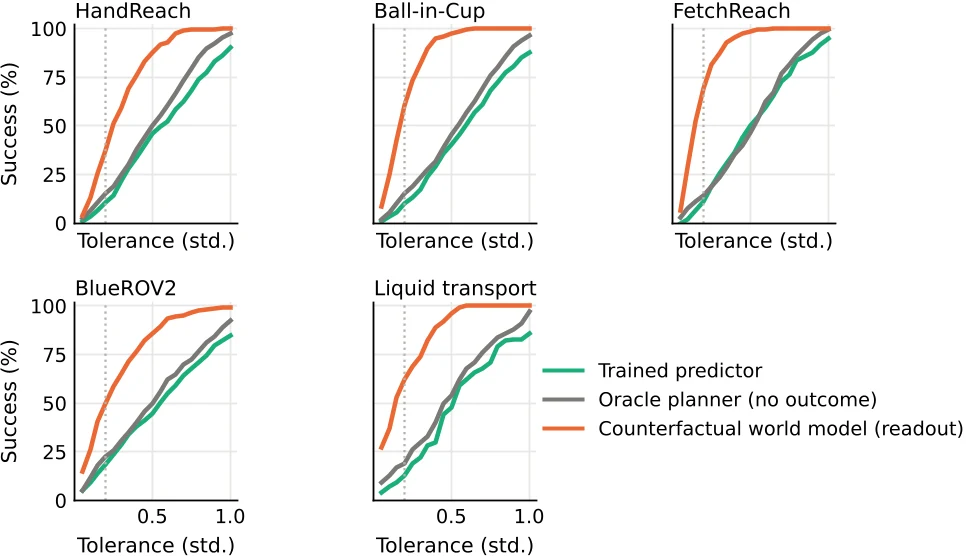 HandReach
Ball-in-Cup
FetchReach
Success (%)
100
75
50
25
0
Tolerance (std.)
Tolerance (std.)
Tolerance (std.)
BlueROV2
Liquid transport
Success (%)
100
75
50
25
0
0.5 1.0
0.5 1.0
Tolerance (std.)
Tolerance (std.)
Trained predictor
Oracle planner (no outcome)
Counterfactual world model (readout)